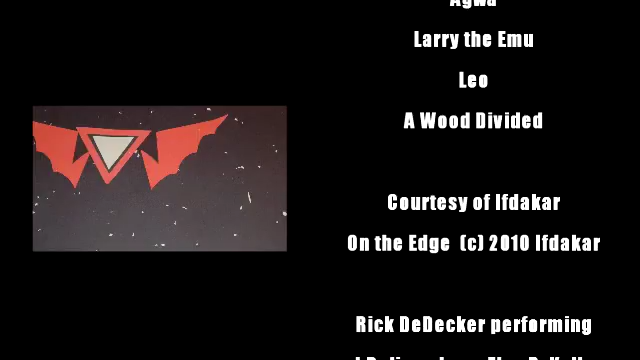 Larry the Emu
Leo
A Wood Divided
Courtesy of Ifdakar
On the Edge (c) 2010 Ifdakar
Rick DeDecker performing